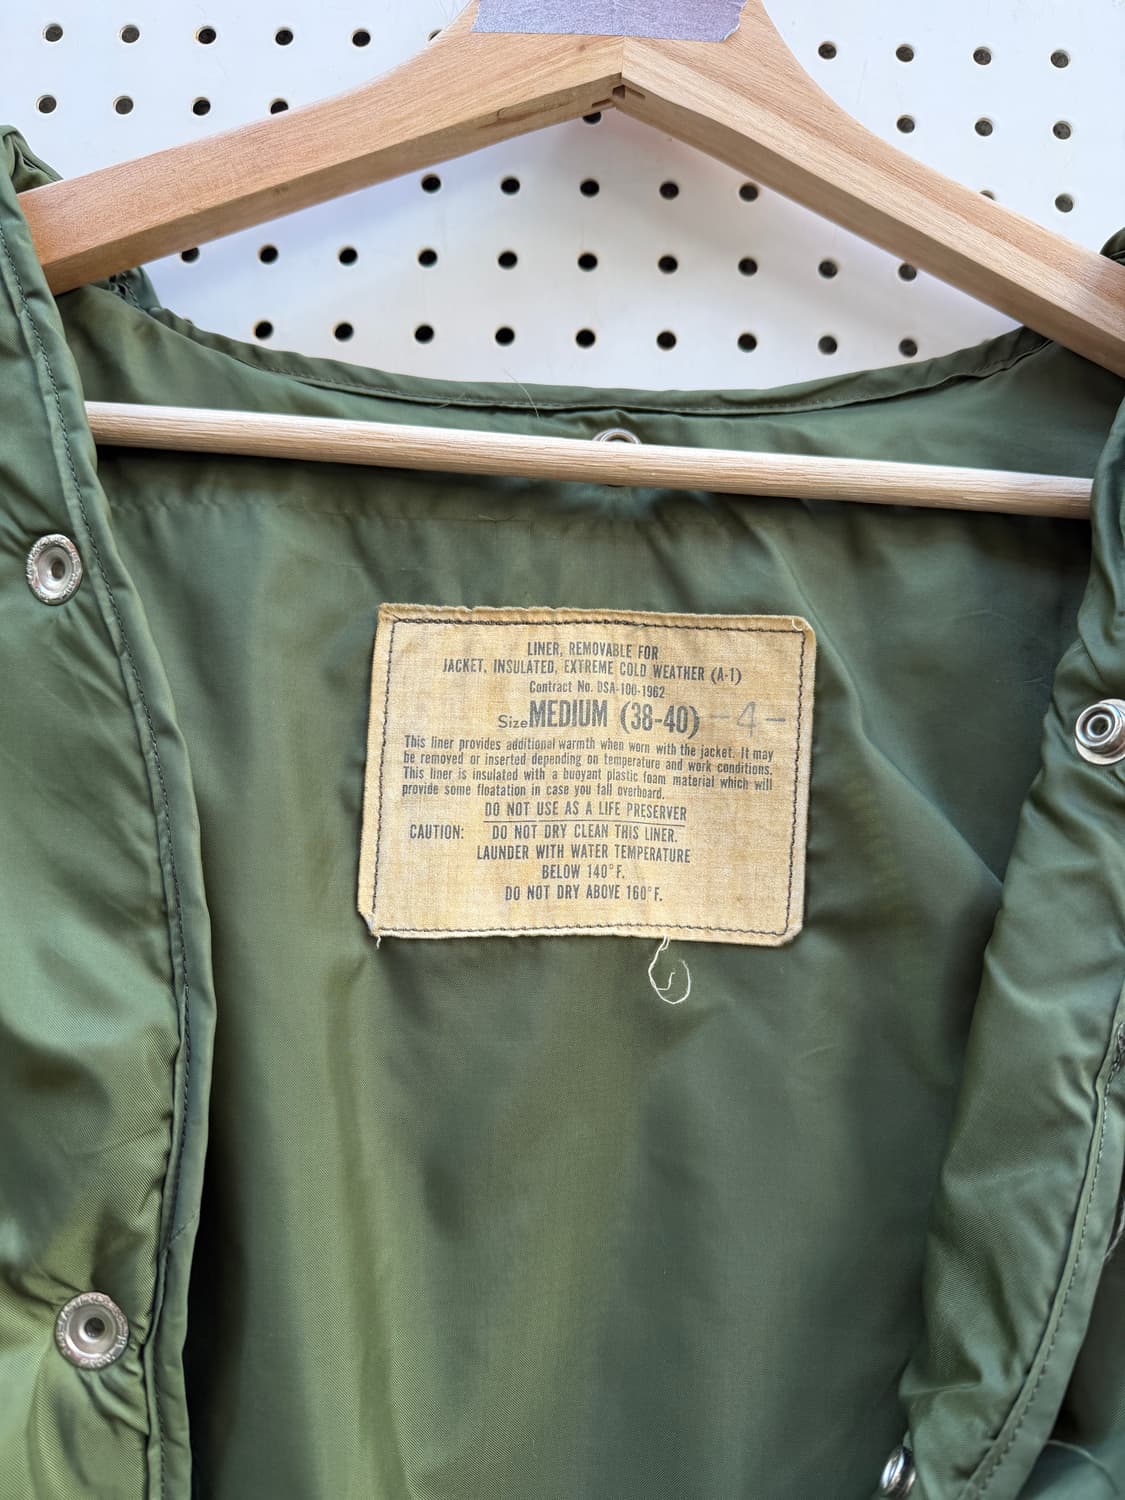 LINER, REMOVABLE FOR
JACKET, INSULATED, EXTREME COLD WEATHER (A-1)
Contract No. DSA-100-1962
Size MEDIUM (38-40) -4-
This liner provides additional warmth when worn with the jacket. It may
be removed or inserted depending on temperature and work conditions.
This liner is insulated with a buoyant plastic foam material which will
provide some floatation in case you fall overboard.
DO NOT USE AS A LIFE PRESERVER
CAUTION: DO NOT DRY CLEAN THIS LINER.
LAUNDER WITH WATER TEMPERATURE
BELOW 140°F.
DO NOT DRY ABOVE 160°F.